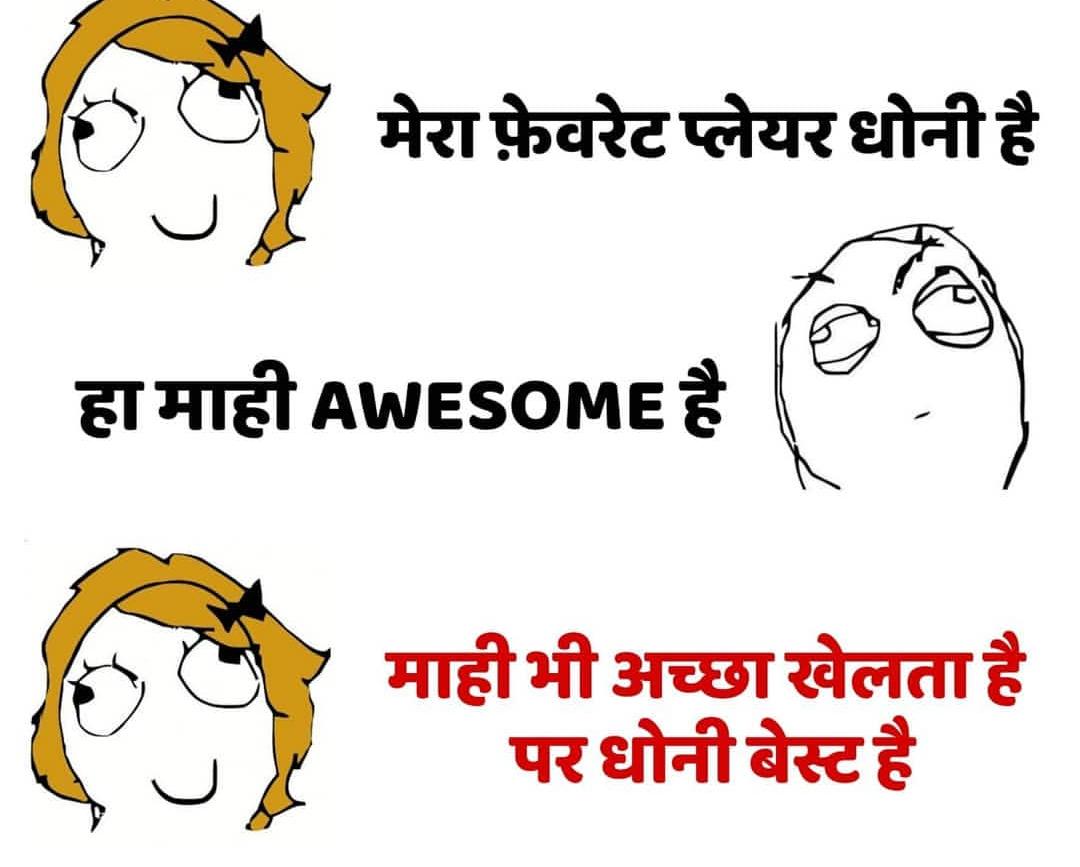 मेरा फ़ेवरेट प्लेयर धोनी है
हा माही AWESOME है
माही भी अच्छा खेलता है
पर धोनी बेस्ट है